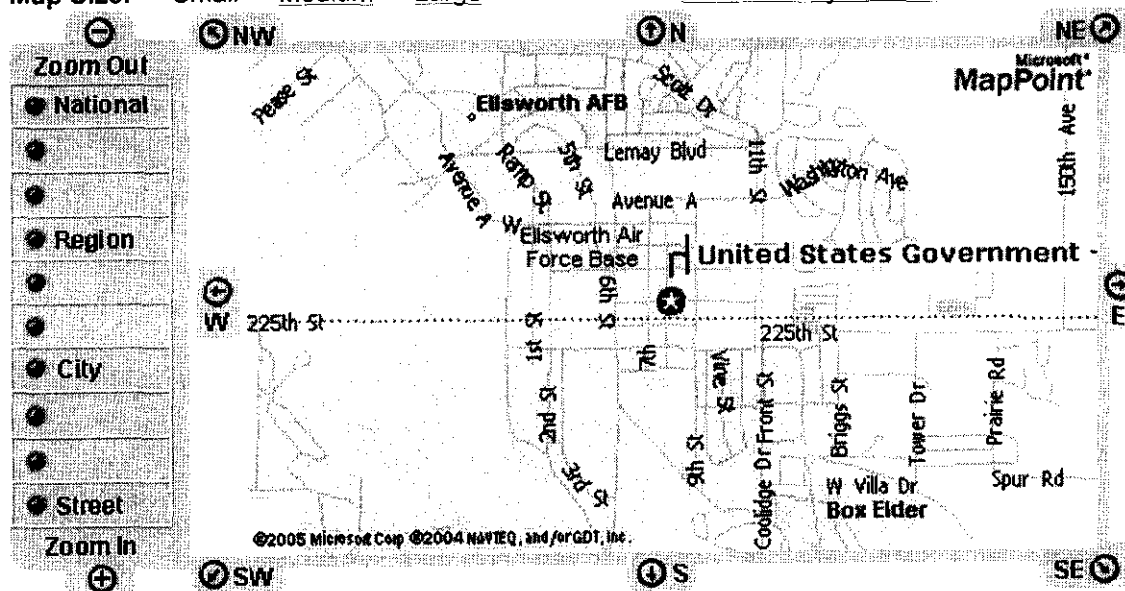 Map Size: Small Medium Large
NW
N
NE
Zoom Out
National
Region
City
Street
Zoom In
Microsoft®
MapPoint®
Pease St
Ellsworth AFB
Scott Dr
150th Ave
Avenue A
Ramp St
5th St
Lemay Blvd
11th St
Washington Ave
Avenue A
W
Ellsworth Air
Force Base
United States Government -
6th St
W
E
225th St
1st St
225th St
7th
Vine St
2nd St
Front St
Briggs St
Tower Dr
Prairie Rd
3rd St
9th St
Coolidge Dr
W Villa Dr
Spur Rd
Box Elder
©2005 Microsoft Corp ©2004 NAVTEQ, and/or GDT, Inc.
SW
S
SE